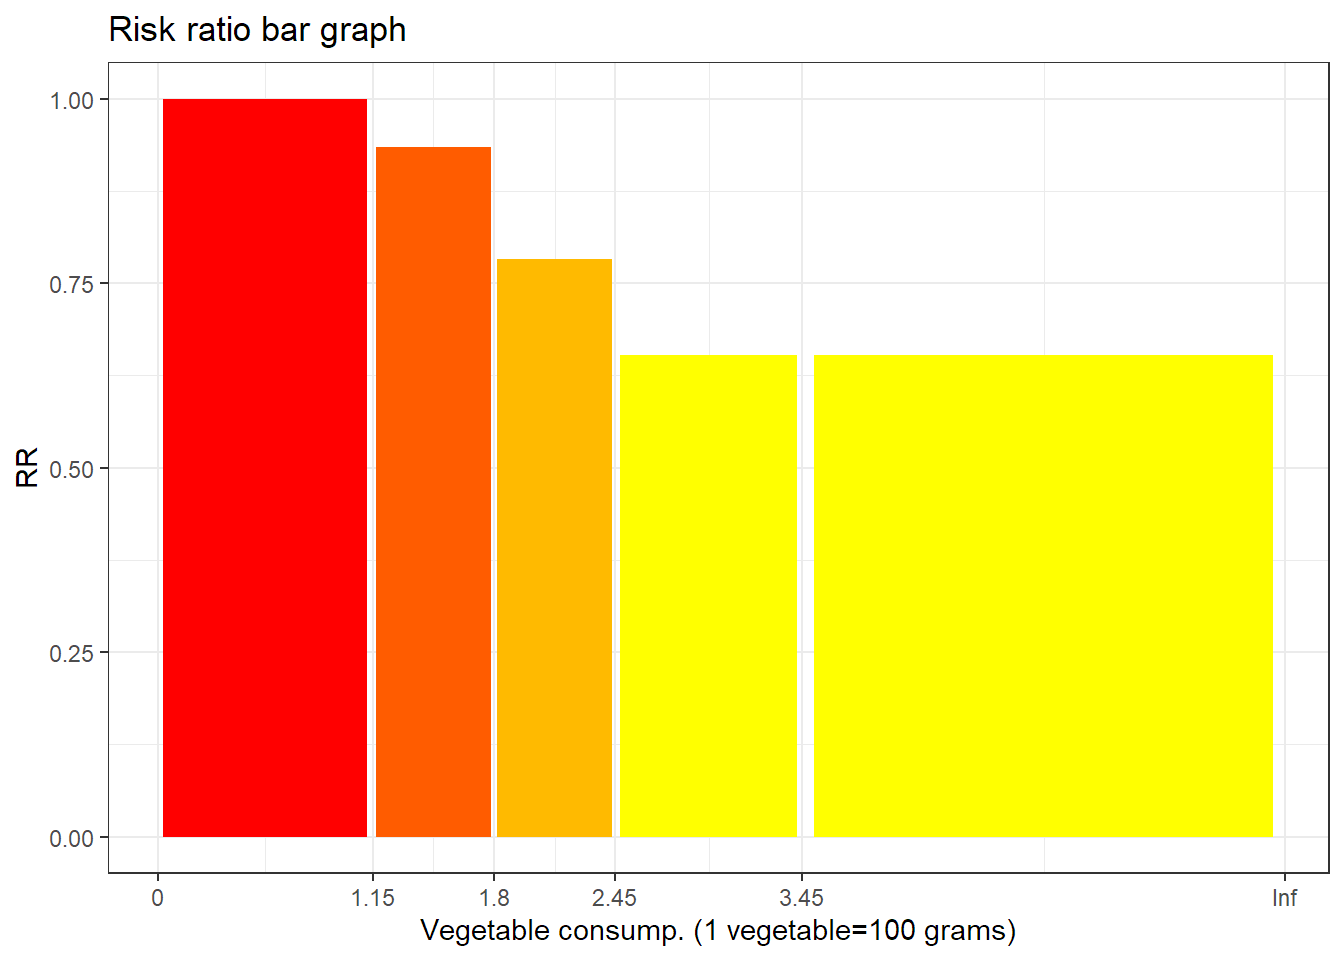 Risk ratio bar graph
1.00
0.75
0.50
0.25
0.00
RR
0 1.15 1.8 2.45 3.45 Inf
Vegetable consump. (1 vegetable=100 grams)